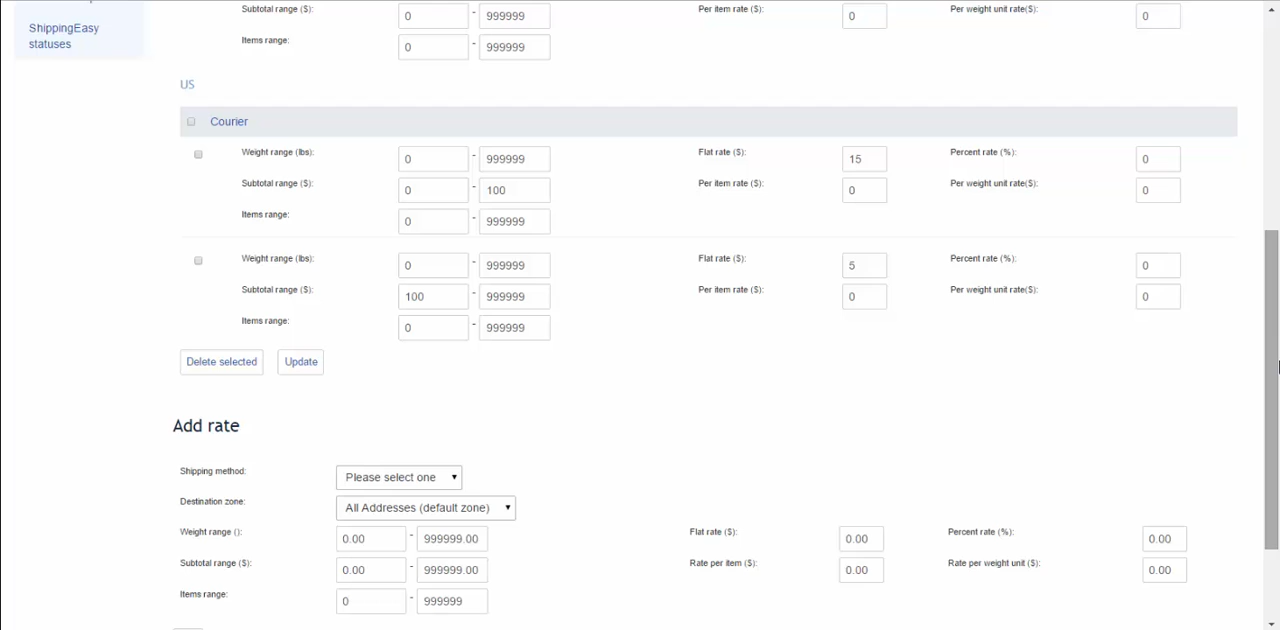 Subtotal range ($): 0 - 999999 Per item rate ($): 0 Per weight unit rate($): 0
ShippingEasy
statuses
Items range: 0 - 999999
US
Courier
Weight range (lbs): 0 - 999999 Flat rate ($): 15 Percent rate (%): 0
Subtotal range ($): 0 - 100 Per item rate ($): 0 Per weight unit rate($): 0
Items range: 0 - 999999
Weight range (lbs): 0 - 999999 Flat rate ($): 5 Percent rate (%): 0
Subtotal range ($): 100 - 999999 Per item rate ($): 0 Per weight unit rate($): 0
Items range: 0 - 999999
Delete selected Update
Add rate
Shipping method: Please select one
Destination zone: All Addresses (default zone)
Weight range (): 0.00 - 999999.00 Flat rate ($): 0.00 Percent rate (%): 0.00
Subtotal range ($): 0.00 - 999999.00 Rate per item ($): 0.00 Rate per weight unit ($): 0.00
Items range: 0 - 999999